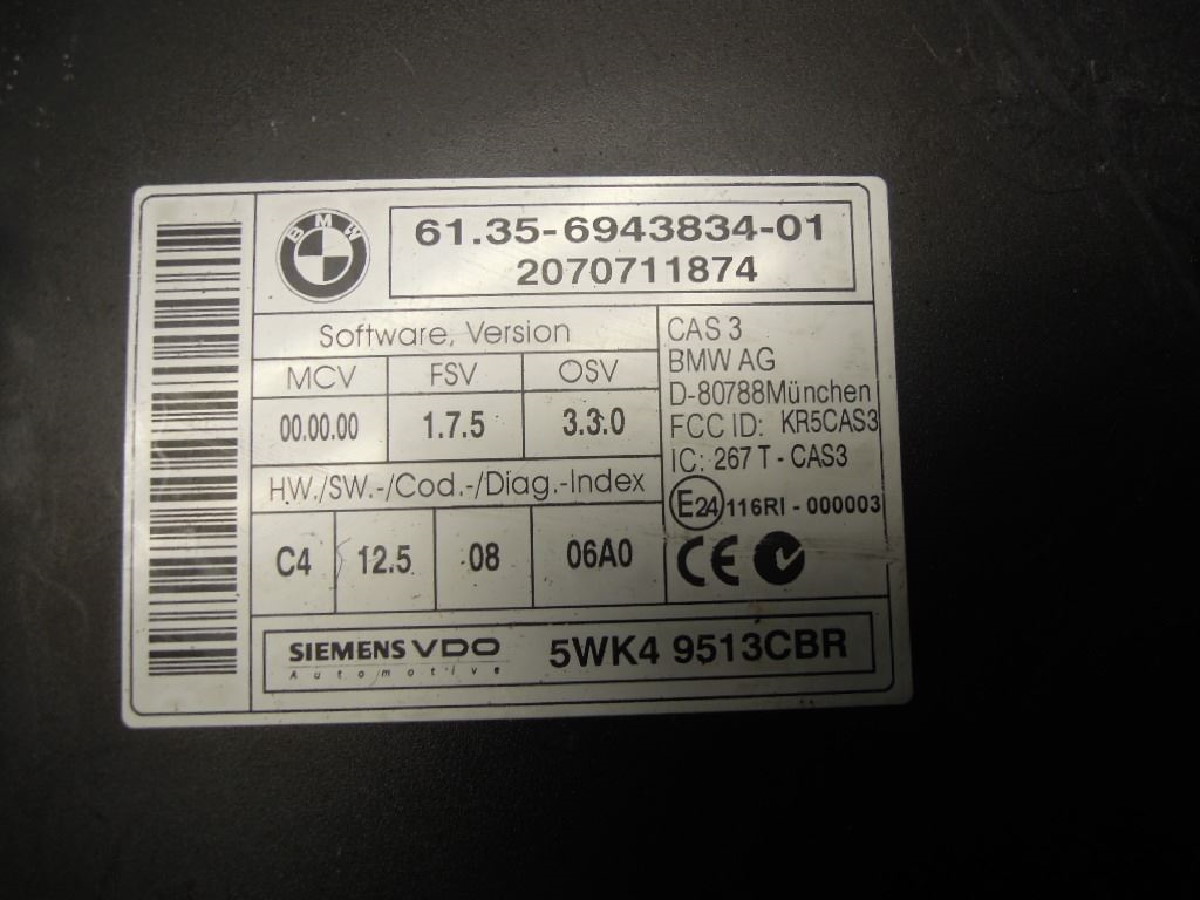 BMW
61.35-6943834-01
2070711874
Software, Version
MCV FSV OSV
00.00.00 1.7.5 3.3.0
HW./SW.-/Cod.-/Diag.-Index
C4 12.5 08 06A0
CAS 3
BMW AG
D-80788München
FCC ID: KR5CAS3
IC: 267 T - CAS3
E24 116RI - 000003
CE
SIEMENS VDO
Automotive
5WK4 9513CBR